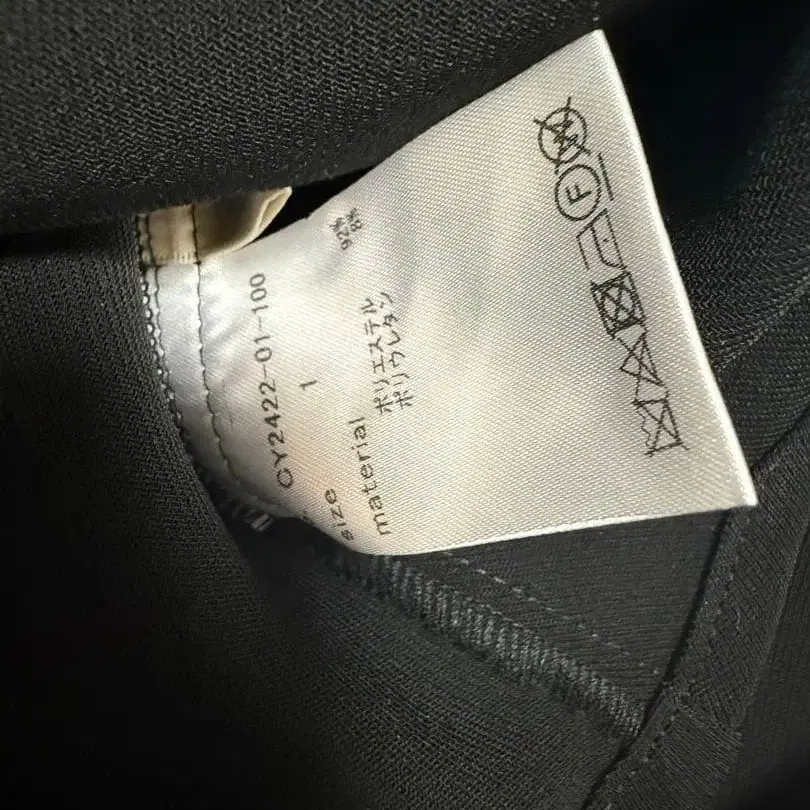 CY2422-01-100
size 1
material
ポリエステル 92%
ポリウレタン 8%
F
W